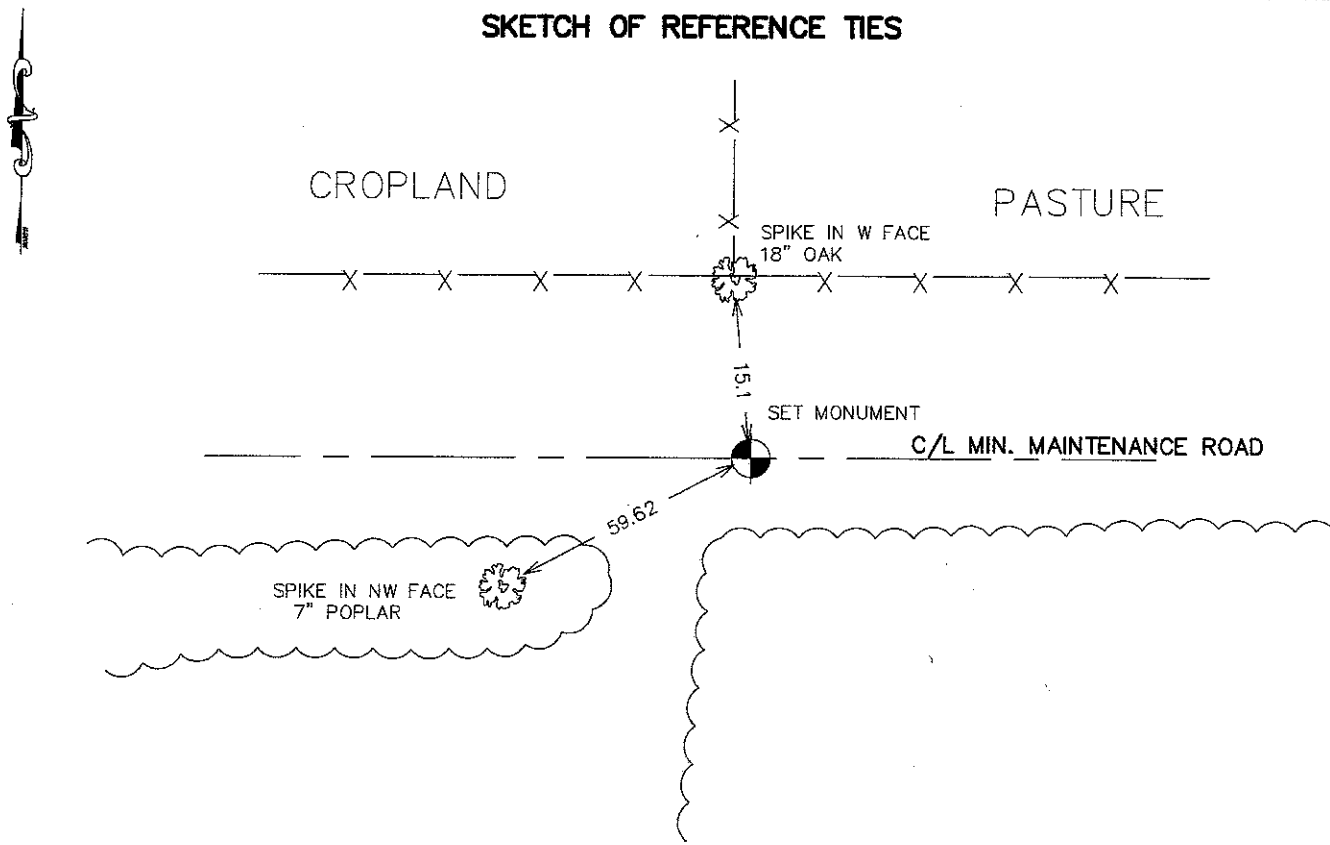 SKETCH OF REFERENCE TIES
CROPLAND
PASTURE
SPIKE IN W FACE
18" OAK
15.1
SET MONUMENT
C/L MIN. MAINTENANCE ROAD
59.62
SPIKE IN NW FACE
7" POPLAR